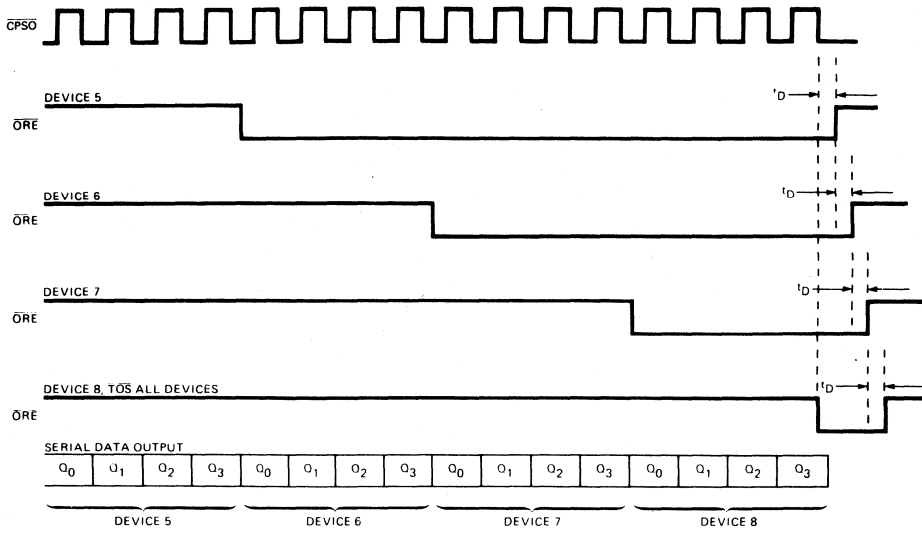 CPSO
DEVICE 5
ORE
tD
DEVICE 6
ORE
tD
DEVICE 7
ORE
tD
DEVICE 8, TOS ALL DEVICES
ORE
tD
SERIAL DATA OUTPUT
Q0 Q1 Q2 Q3 Q0 Q1 Q2 Q3 Q0 Q1 Q2 Q3 Q0 Q1 Q2 Q3
DEVICE 5 DEVICE 6 DEVICE 7 DEVICE 8